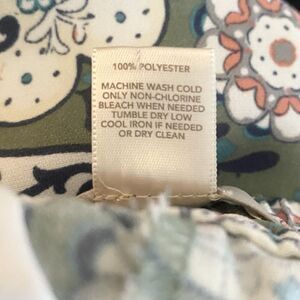 100% POLYESTER
MACHINE WASH COLD
ONLY NON-CHLORINE
BLEACH WHEN NEEDED
TUMBLE DRY LOW
COOL IRON IF NEEDED
OR DRY CLEAN